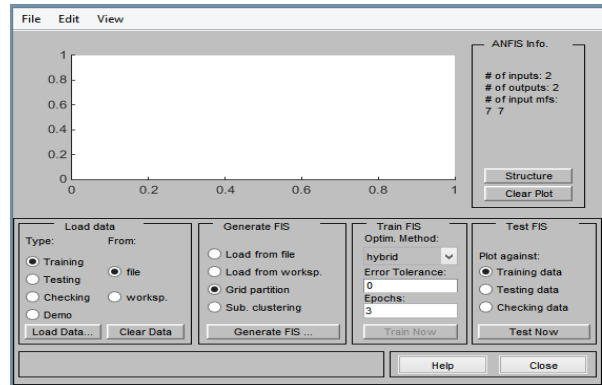 File Edit View
1
0.8
0.6
0.4
0.2
0
0 0.2 0.4 0.6 0.8 1
ANFIS Info.
# of inputs: 2
# of outputs: 2
# of input mfs:
7 7
Structure
Clear Plot
Load data
Type: From:
Training
Testing
Checking
Demo
file
worksp.
Load Data... Clear Data
Generate FIS
Load from file
Load from worksp.
Grid partition
Sub. clustering
Generate FIS ...
Train FIS
Optim. Method:
hybrid
Error Tolerance:
0
Epochs:
3
Train Now
Test FIS
Plot against:
Training data
Testing data
Checking data
Test Now
Help Close